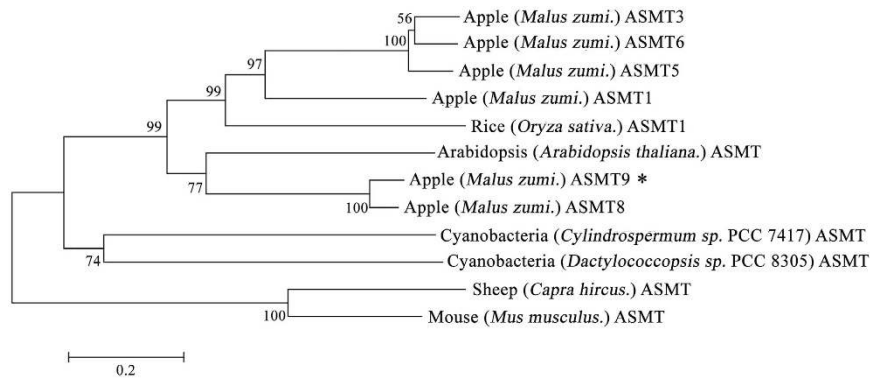 56
Apple (Malus zumi.) ASMT3
100
Apple (Malus zumi.) ASMT6
97
Apple (Malus zumi.) ASMT5
99
Apple (Malus zumi.) ASMT1
99
Rice (Oryza sativa.) ASMT1
Arabidopsis (Arabidopsis thaliana.) ASMT
77
Apple (Malus zumi.) ASMT9 *
100
Apple (Malus zumi.) ASMT8
Cyanobacteria (Cylindrospermum sp. PCC 7417) ASMT
74
Cyanobacteria (Dactylococcopsis sp. PCC 8305) ASMT
Sheep (Capra hircus.) ASMT
100
Mouse (Mus musculus.) ASMT
0.2